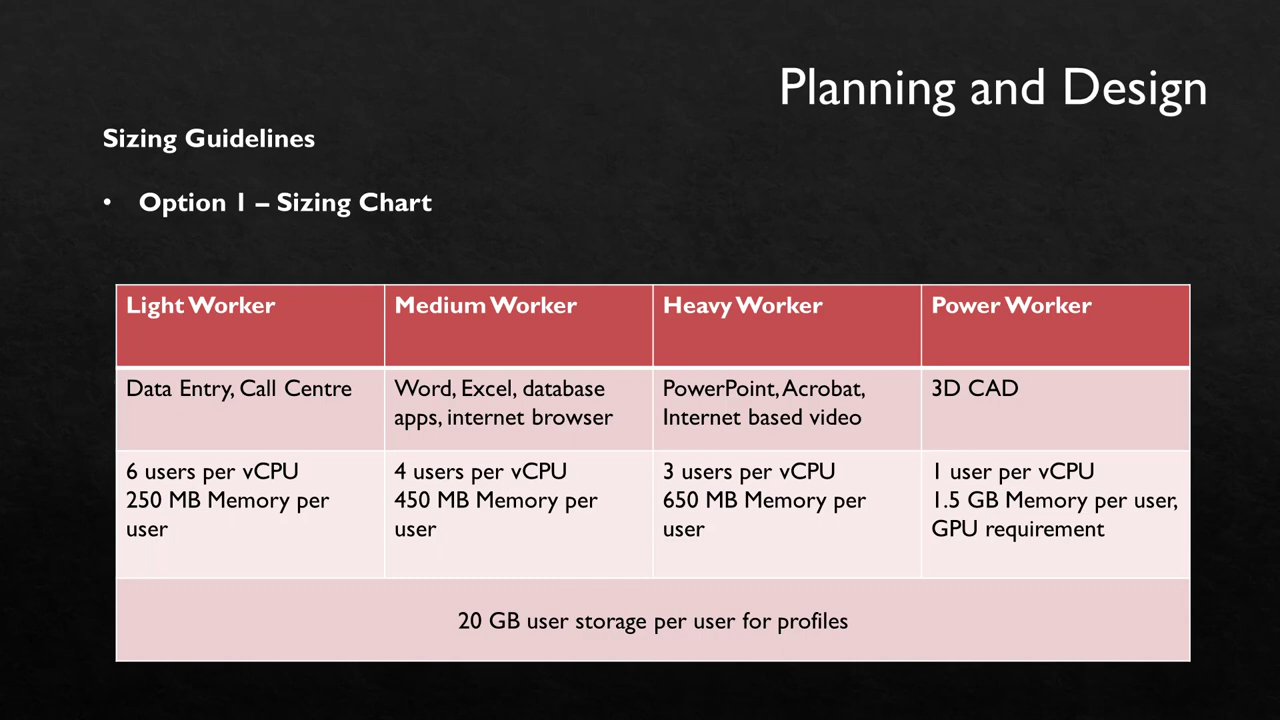 Planning and Design
Sizing Guidelines
• Option 1 – Sizing Chart
Light Worker
Medium Worker
Heavy Worker
Power Worker
Data Entry, Call Centre
Word, Excel, database
apps, internet browser
PowerPoint, Acrobat,
Internet based video
3D CAD
6 users per vCPU
250 MB Memory per
user
4 users per vCPU
450 MB Memory per
user
3 users per vCPU
650 MB Memory per
user
1 user per vCPU
1.5 GB Memory per user,
GPU requirement
20 GB user storage per user for profiles